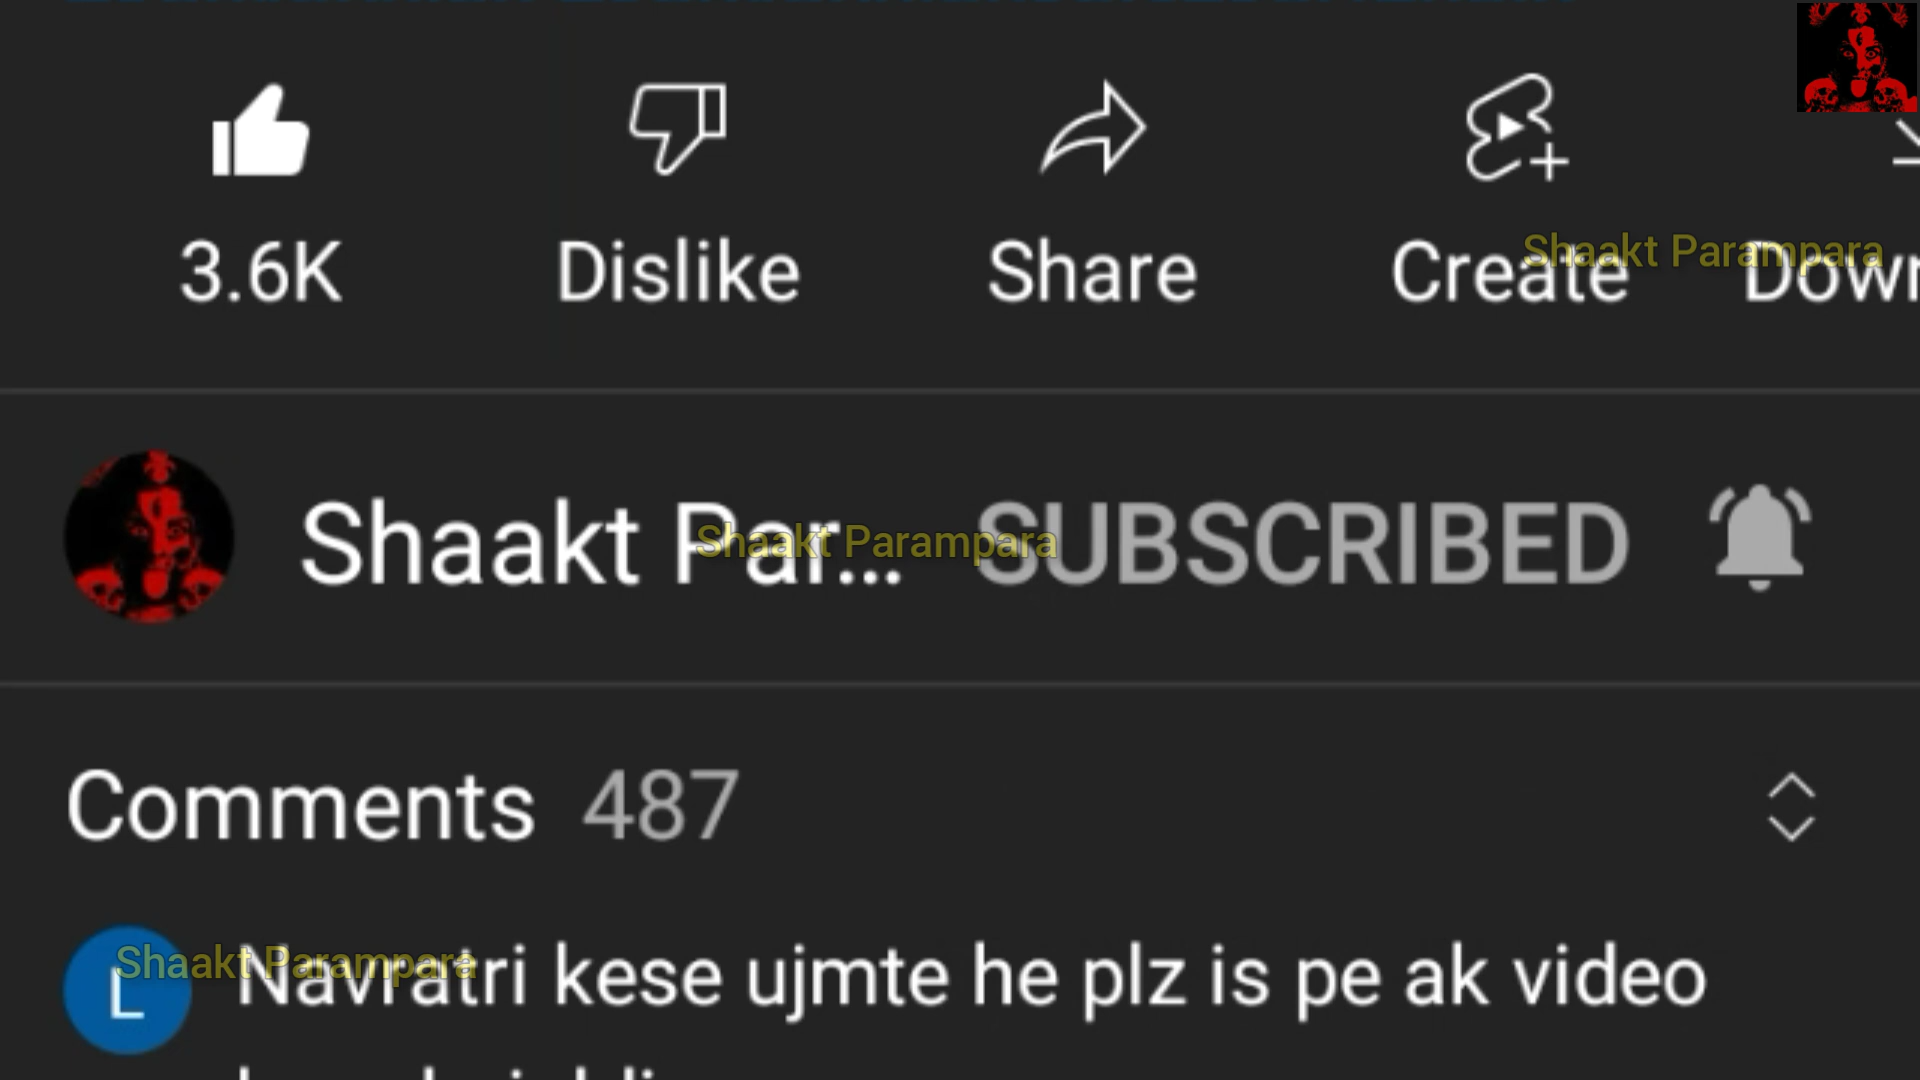 3.6K Dislike Share Create Down
Shaakt Parampara
Shaakt Par... SUBSCRIBED
Shaakt Parampara
Comments 487
L Navratri kese ujmte he plz is pe ak video
Shaakt Parampara